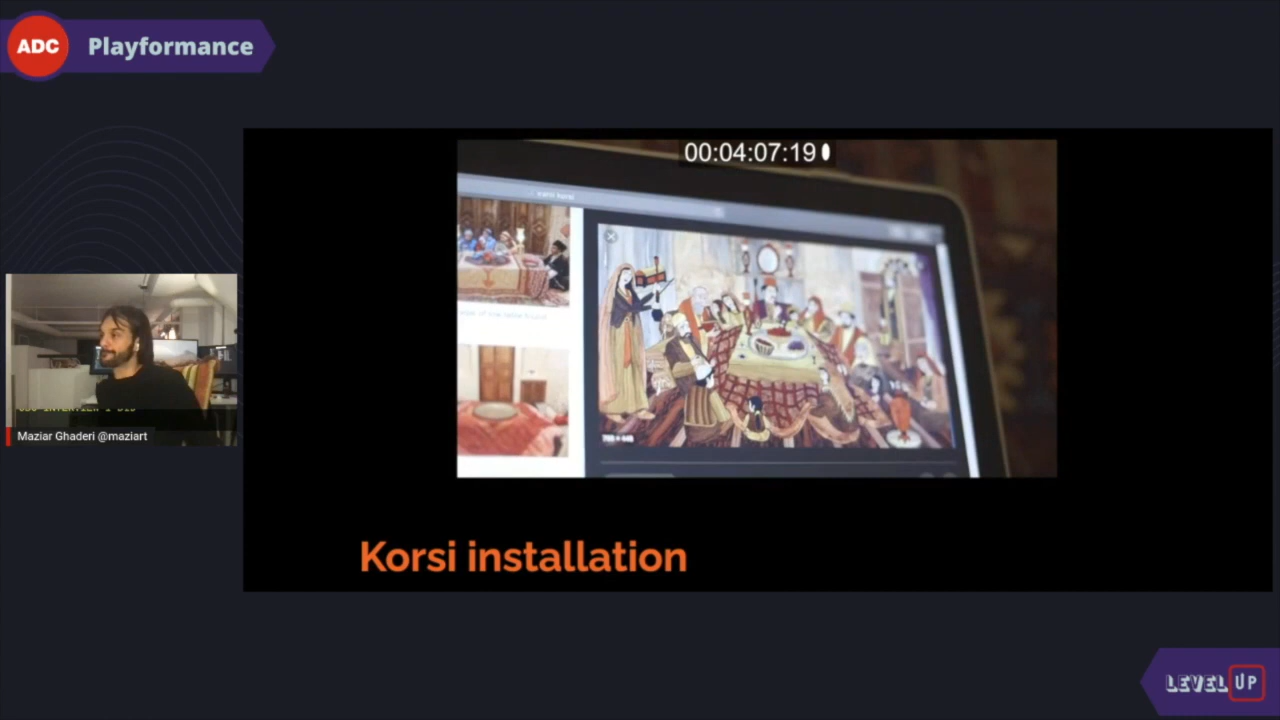 ADC
Playformance
00:04:07:19
Maziar Ghaderi @maziart
Korsi installation
LEVEL UP